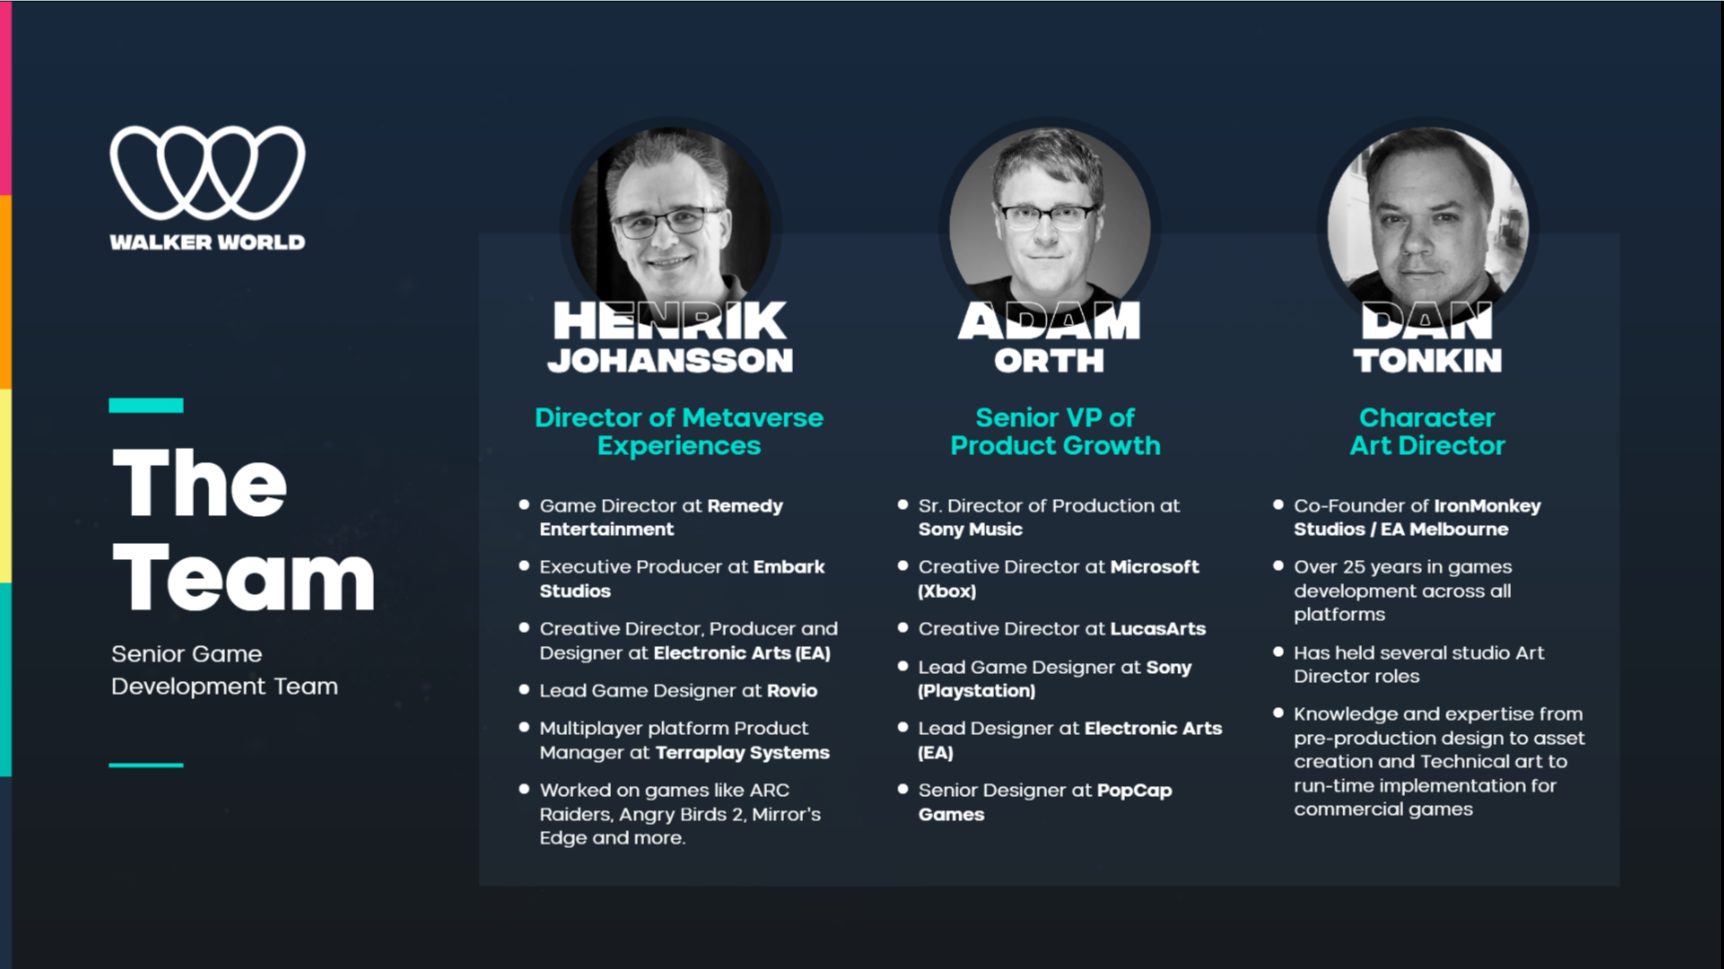 WALKER WORLD
The
Team
Senior Game
Development Team
HENRIK
JOHANSSON
Director of Metaverse
Experiences
Game Director at Remedy
Entertainment
Executive Producer at Embark
Studios
Creative Director, Producer and
Designer at Electronic Arts (EA)
Lead Game Designer at Rovio
Multiplayer platform Product
Manager at Terraplay Systems
Worked on games like ARC
Raiders, Angry Birds 2, Mirror's
Edge and more.
ADAM
ORTH
Senior VP of
Product Growth
Sr. Director of Production at
Sony Music
Creative Director at Microsoft
(Xbox)
Creative Director at LucasArts
Lead Game Designer at Sony
(Playstation)
Lead Designer at Electronic Arts
(EA)
Senior Designer at PopCap
Games
DAN
TONKIN
Character
Art Director
Co-Founder of IronMonkey
Studios / EA Melbourne
Over 25 years in games
development across all
platforms
Has held several studio Art
Director roles
Knowledge and expertise from
pre-production design to asset
creation and Technical art to
run-time implementation for
commercial games